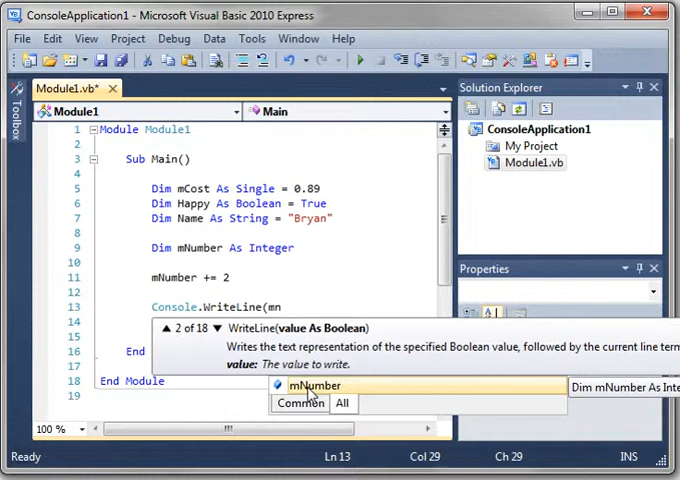 ConsoleApplication1 - Microsoft Visual Basic 2010 Express
File Edit View Project Debug Data Tools Window Help
Module1.vb*
Solution Explorer
Toolbox
Module1 Main
1 Module Module1
3 Sub Main()
5 Dim mCost As Single = 0.89
6 Dim Happy As Boolean = True
7 Dim Name As String = "Bryan"
8
9 Dim mNumber As Integer
10
11 mNumber += 2
12
13 Console.WriteLine(mn
14 2 of 18 WriteLine(value As Boolean)
Writes the text representation of the specified Boolean value, followed by the current line term
16 End
value: The value to write.
18 End Module
mNumber
Dim mNumber As Inte
19
Common All
ConsoleApplication1
My Project
Module1.vb
Properties
100 %
Ready Ln 13 Col 29 Ch 29 INS